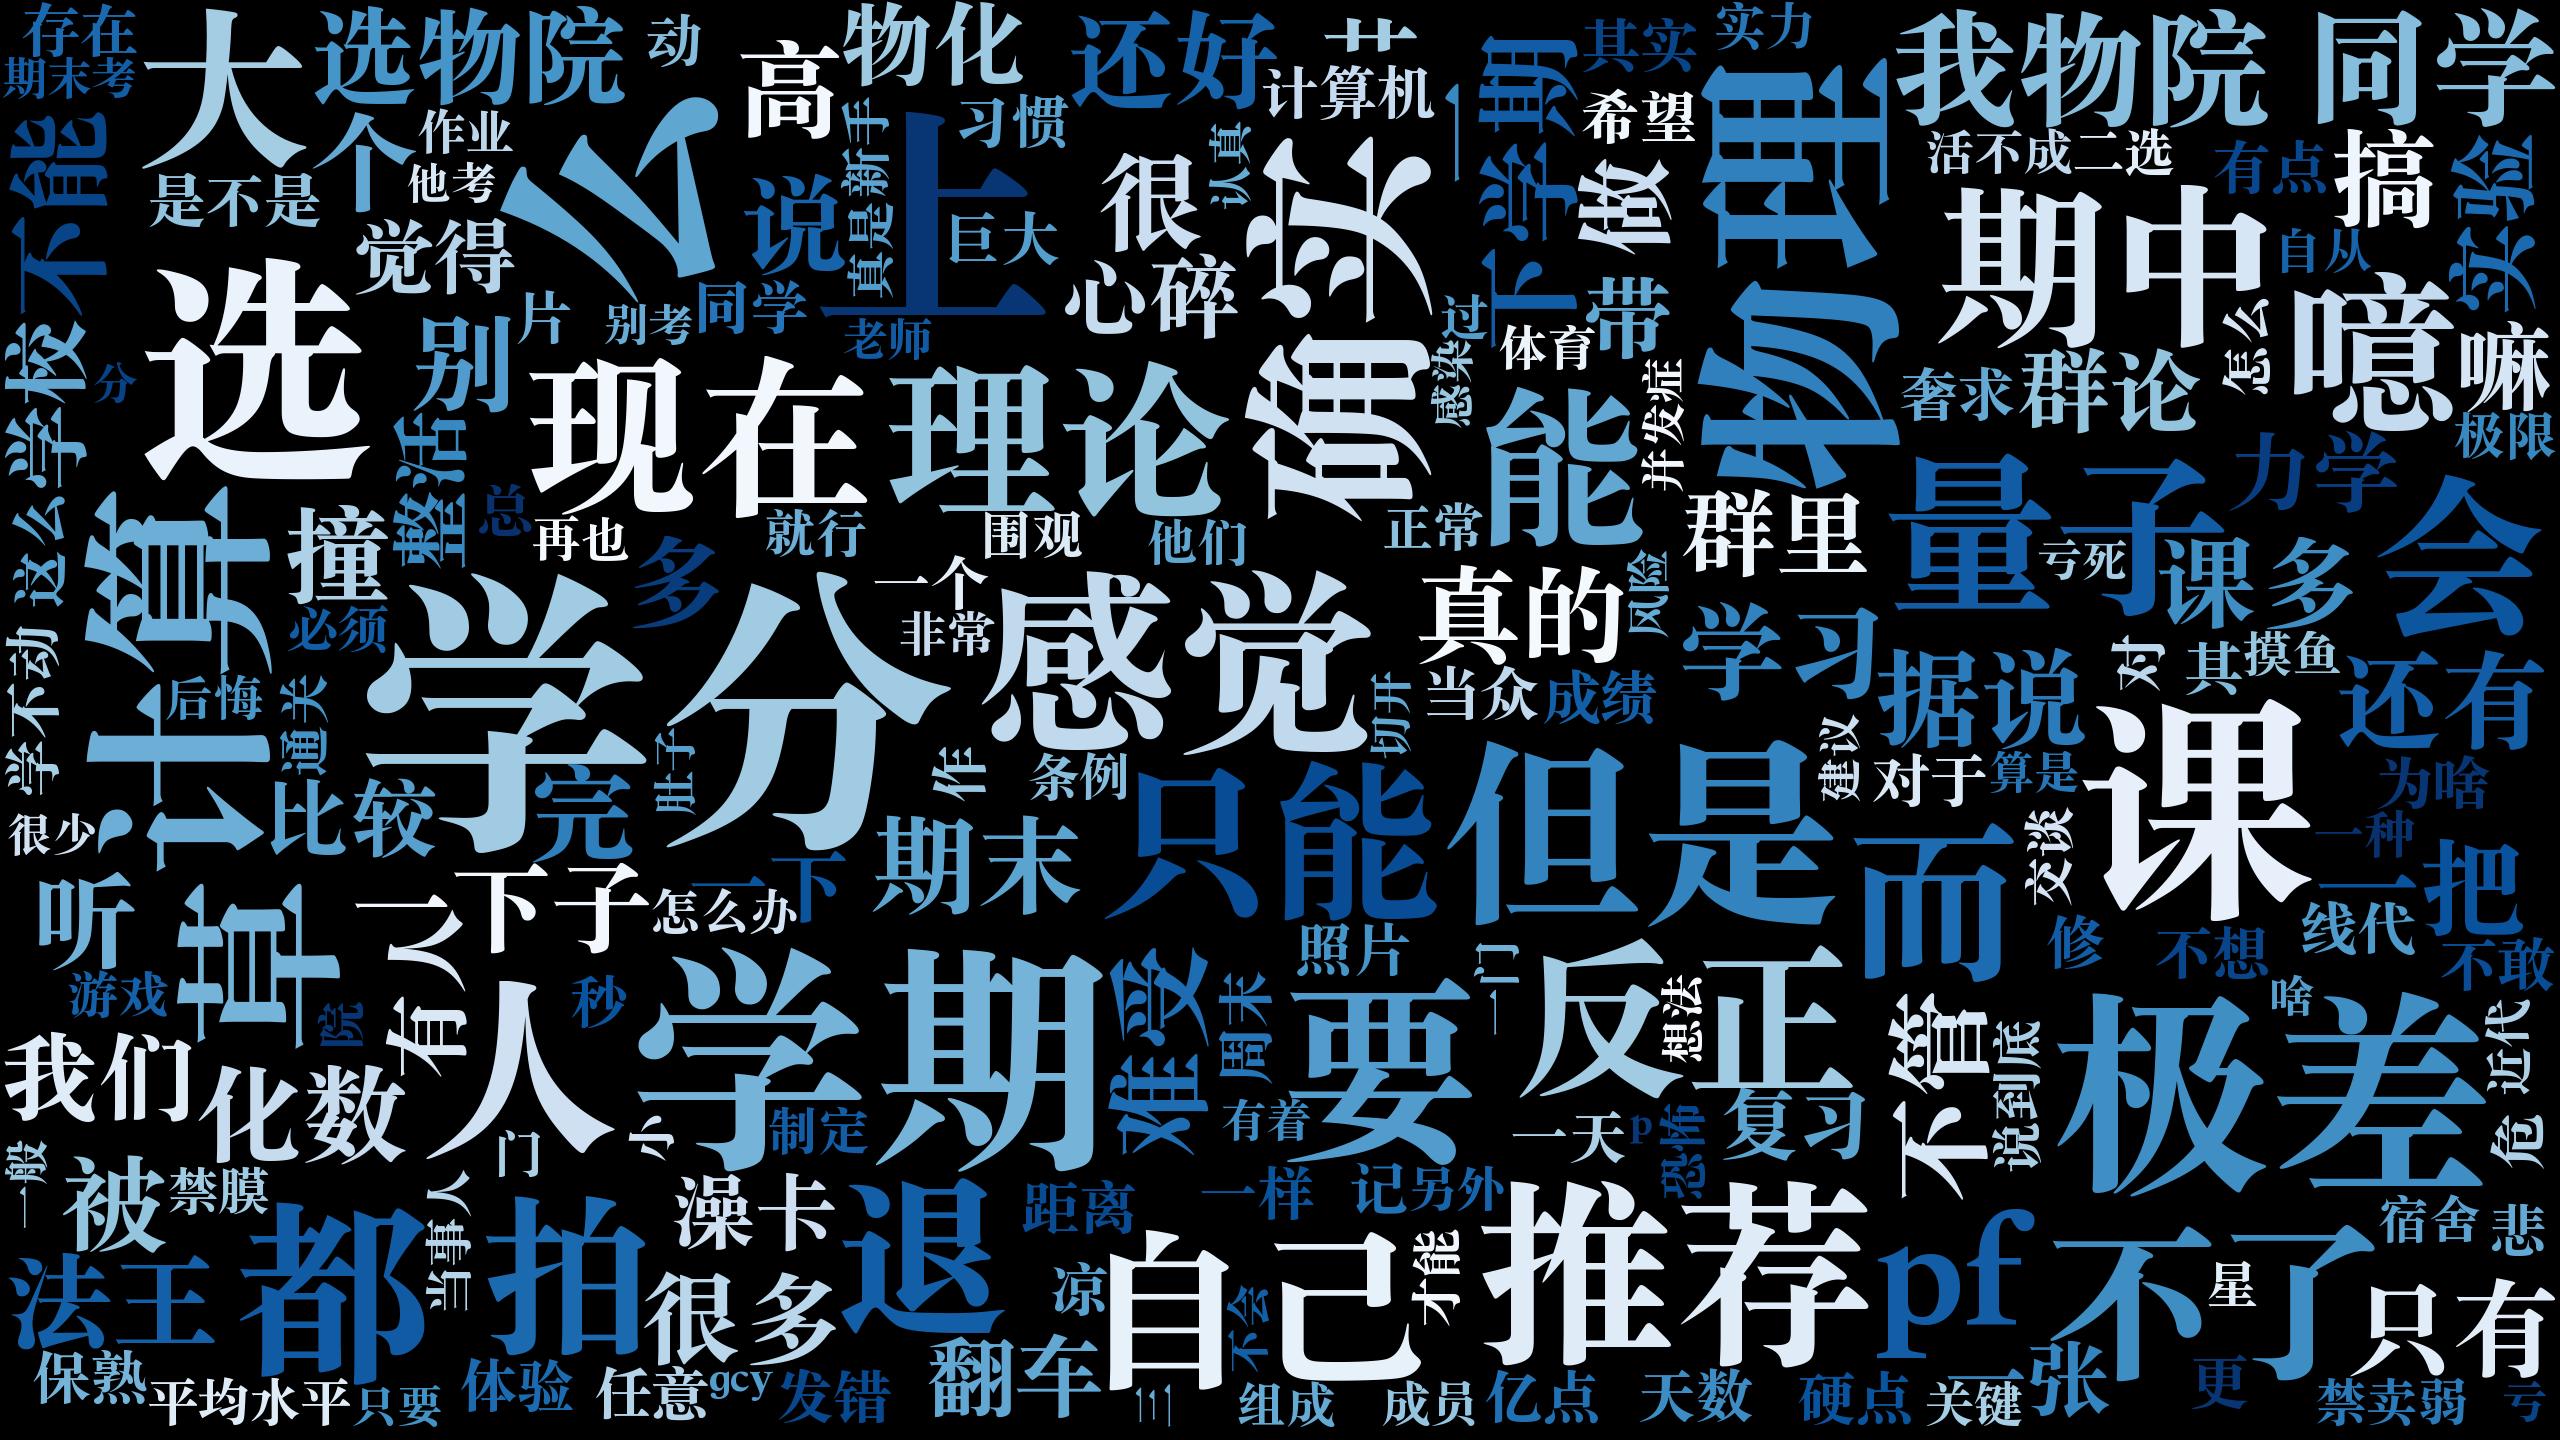 存在
期末考
大
选物院
动
高
物化
还好
艹
计算机
下学期
其实
实力
希望
物理
我物院
同学
不能
个
作业
他考
是不是
觉得
么
说
真是新手
上
习惯
巨大
认真
很
心碎
确实
一
做
活不成二选
有点
搞
实验
期中
自从
噫
嘛
怎么
选
片
别考
同学
老师
过
体育
带
感染
并发症
奢求
群论
极限
这么学校
分
别
整活
现在
理论
能
量子
力学
会
计算
撞
总
再也
多
就行
围观
他们
正常
群里
亏死
课多
必须
学分
一个
非常
感觉
真的
风险
学习
据说
对
其
摸鱼
还有
学不动
后悔
通关
肚子
作
条例
切开
当众
成绩
建议
对于
算是
课
为啥
一种
很少
比较
完
期末
只能
但是
而
交谈
一把
听
草
有人
一下子
一下
怎么办
照片
一门
反正
想法
修
不想
线代
不敢
游戏
院
人
秒
学期
难受
周末
要
不管
说到底
极差
啥
近代
我们
化数
门
小
制定
有着
一天
p
恐怖
复习
危
一般
被
禁膜
当事人
澡卡
退
距离
一样
记另外
推荐
pf
不了
宿舍
悲
法王
都
拍
很多
凉
自己
不会
才能
星
只有
保熟
平均水平
只要
体验
任意
gcy
发错
翻车
三
组成
成员
亿点
天数
硬点
关键
一张
更
禁卖弱
亏